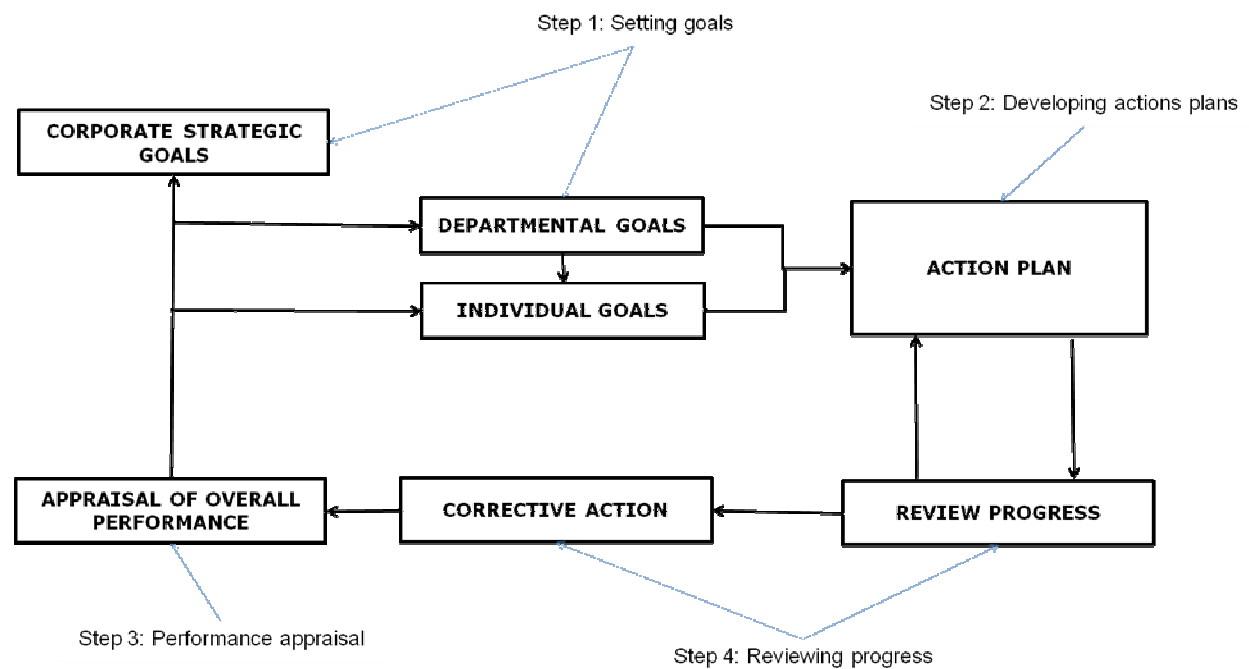 Step 1: Setting goals
Step 2: Developing actions plans
CORPORATE STRATEGIC
GOALS
DEPARTMENTAL GOALS
ACTION PLAN
INDIVIDUAL GOALS
APPRAISAL OF OVERALL
PERFORMANCE
CORRECTIVE ACTION
REVIEW PROGRESS
Step 3: Performance appraisal
Step 4: Reviewing progress